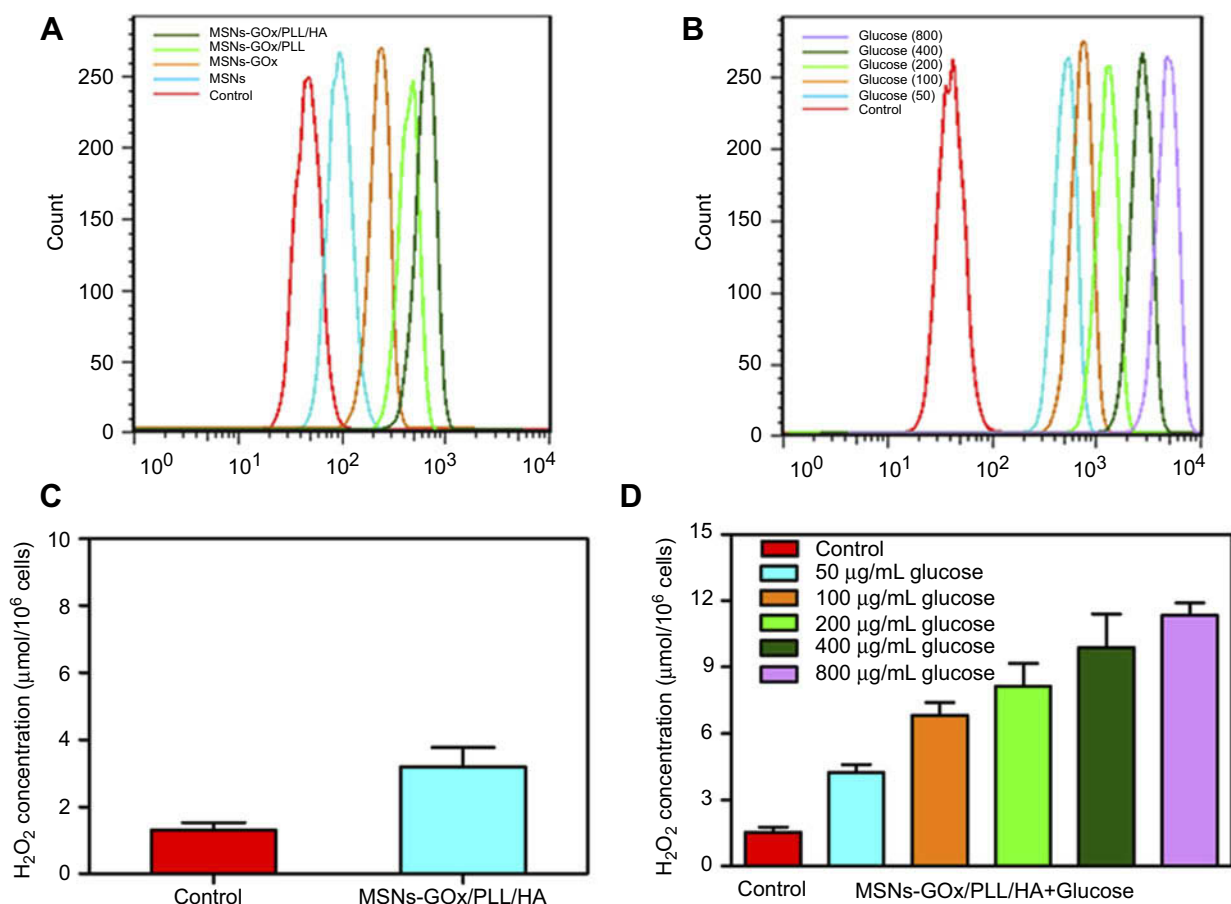 A
MSNs-GOx/PLL/HA
MSNs-GOx/PLL
MSNs-GOx
MSNs
Control
Count
250
200
150
100
50
0
10⁰ 10¹ 10² 10³ 10⁴
B
Glucose (800)
Glucose (400)
Glucose (200)
Glucose (100)
Glucose (50)
Control
Count
250
200
150
100
50
0
10⁰ 10¹ 10² 10³ 10⁴
C
H₂O₂ concentration (µmol/10⁶ cells)
10
8
6
4
2
0
Control MSNs-GOx/PLL/HA
D
H₂O₂ concentration (µmol/10⁶ cells)
15
12
9
6
3
0
Control
50 µg/mL glucose
100 µg/mL glucose
200 µg/mL glucose
400 µg/mL glucose
800 µg/mL glucose
Control MSNs-GOx/PLL/HA+Glucose